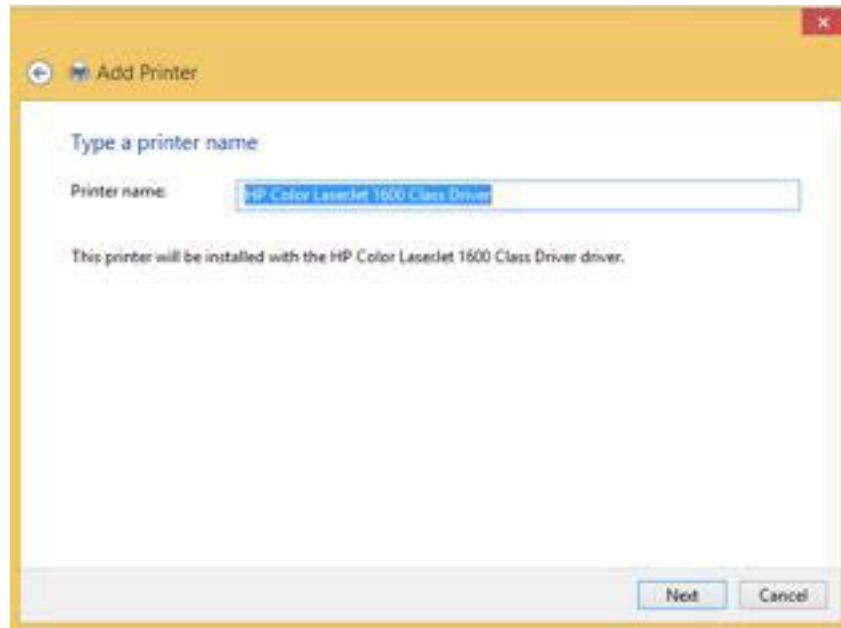 Add Printer
Type a printer name
Printer name: HP Color LaserJet 1600 Class Driver
This printer will be installed with the HP Color LaserJet 1600 Class Driver driver.
Next Cancel